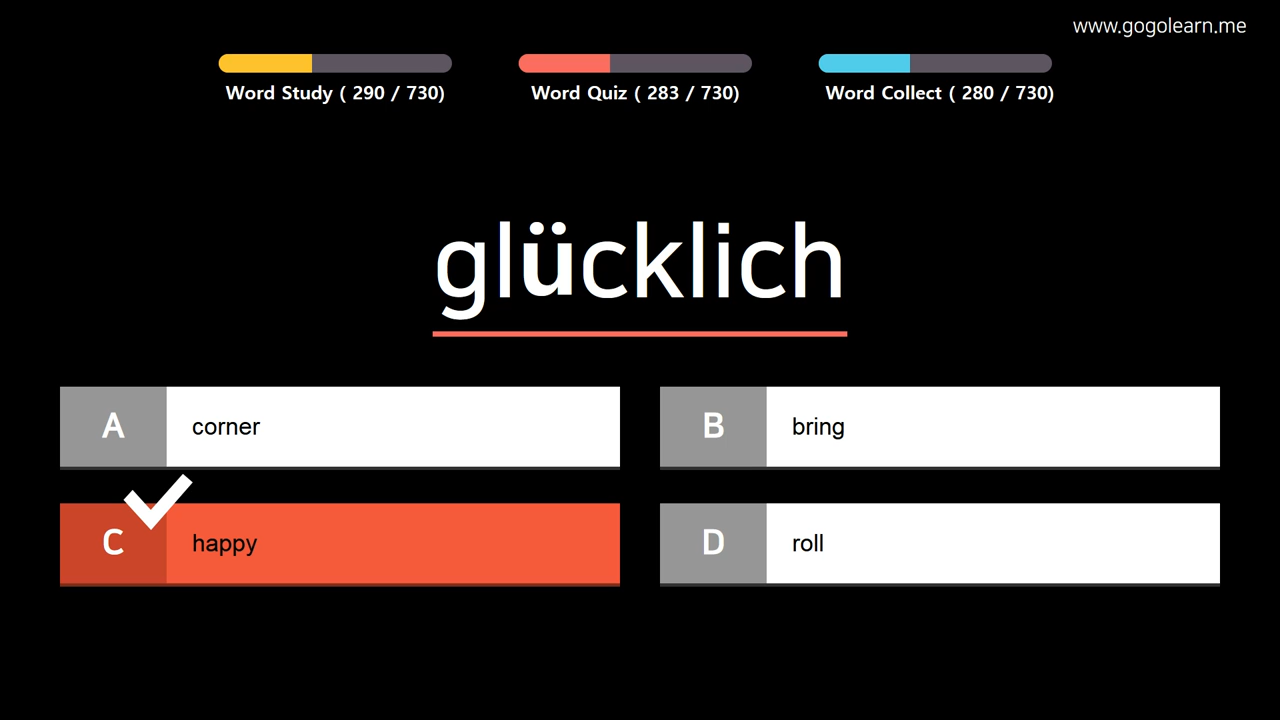 www.gogolearn.me
Word Study ( 290 / 730)
Word Quiz ( 283 / 730)
Word Collect ( 280 / 730)
glücklich
A corner
B bring
C happy
D roll